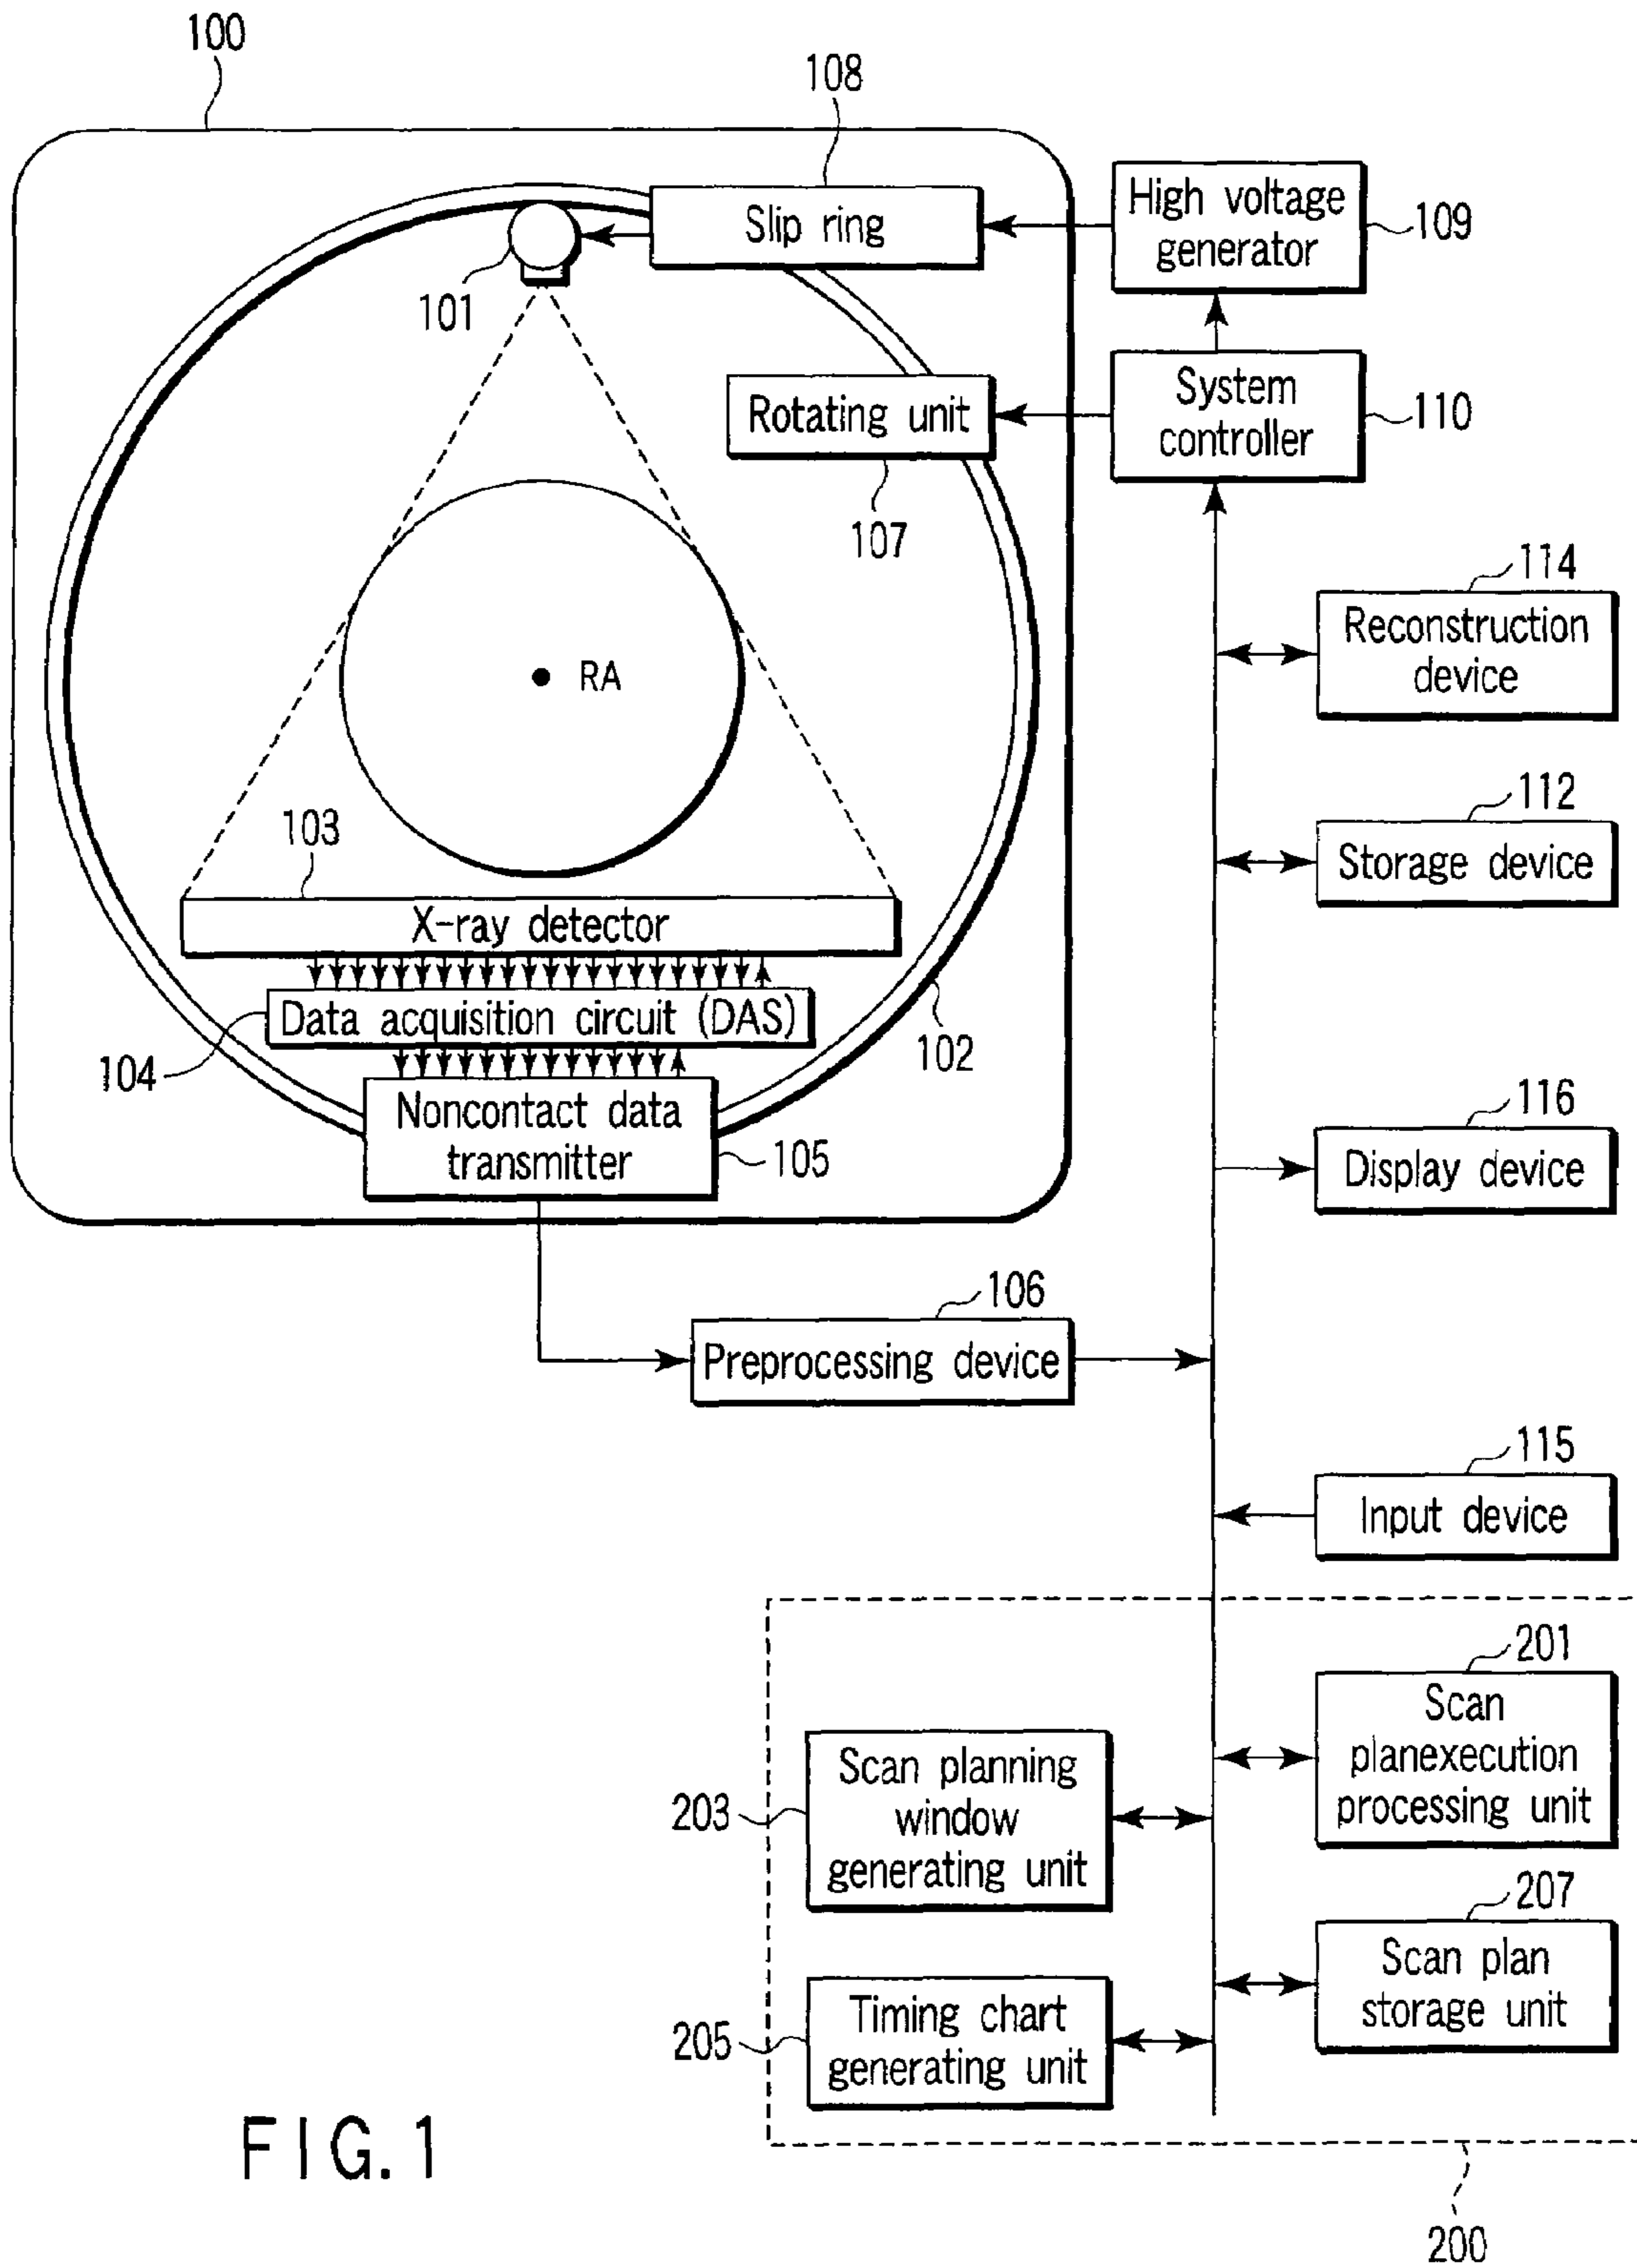 100
108
Slip ring
High voltage
generator
109
101
System
controller
110
Rotating unit
107
114
Reconstruction
device
RA
112
Storage device
103
X-ray detector
Data acquisition circuit (DAS)
104
102
Noncontact data
transmitter
105
116
Display device
106
Preprocessing device
115
Input device
201
Scan
planexecution
processing unit
Scan planning
window
generating unit
203
207
Scan plan
storage unit
Timing chart
generating unit
205
FIG. 1
200